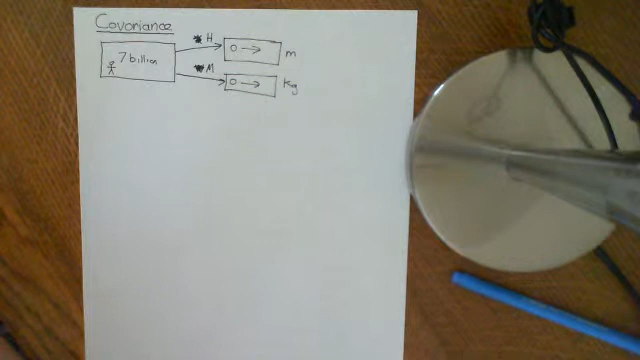 Covariance
7 billion
H
0 → m
M
0 → kg